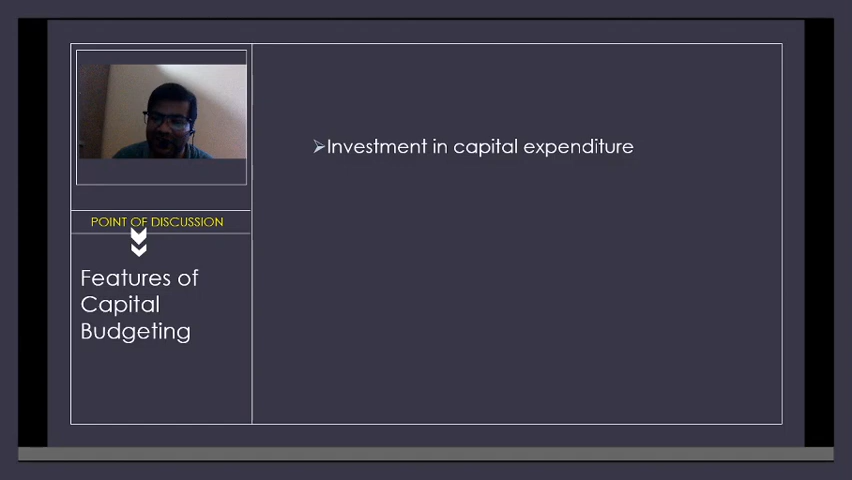 POINT OF DISCUSSION
Features of
Capital
Budgeting
Investment in capital expenditure